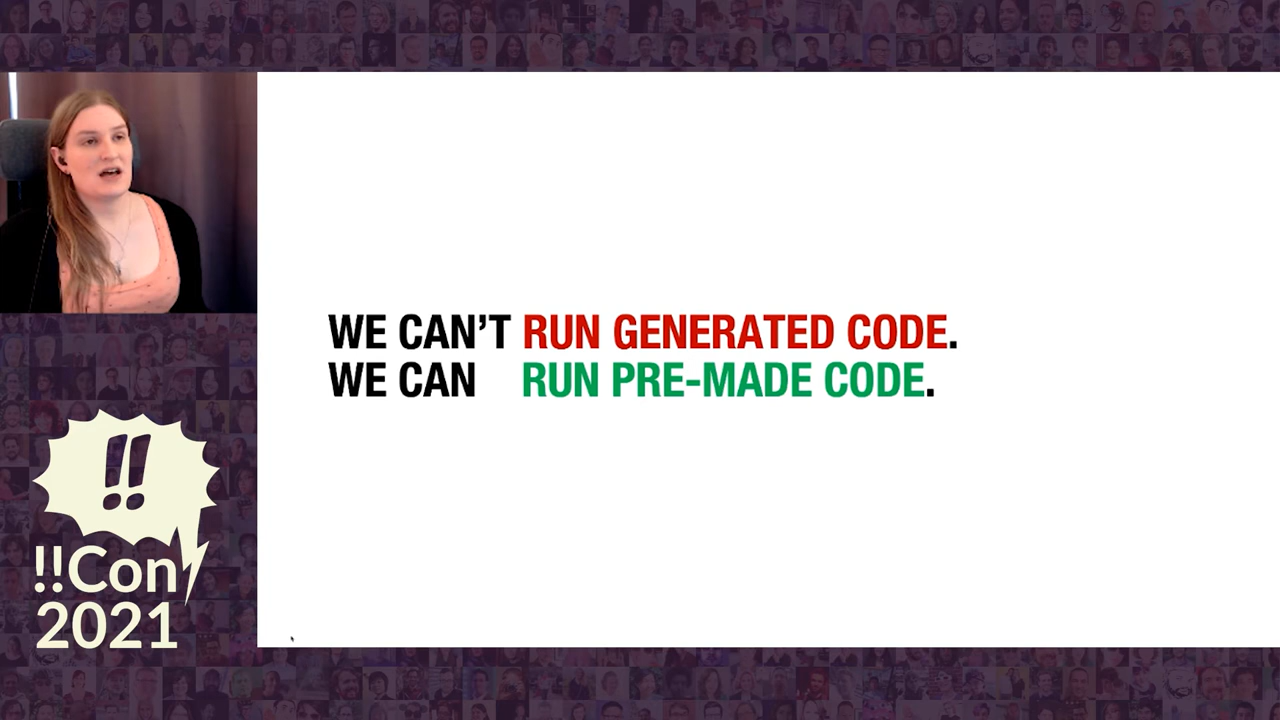 WE CAN'T RUN GENERATED CODE.
WE CAN RUN PRE-MADE CODE.
!!
!!Con
2021